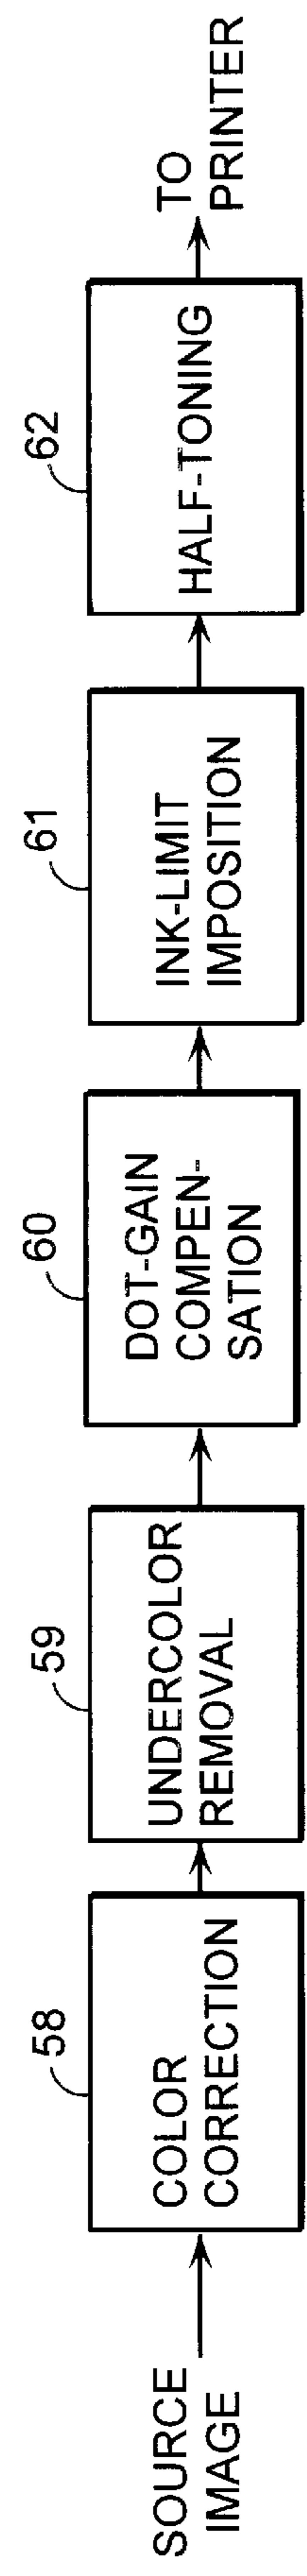 SOURCE
IMAGE
58
COLOR
CORRECTION
59
UNDERCOLOR
REMOVAL
60
DOT-GAIN
COMPEN-
SATION
61
INK-LIMIT
IMPOSITION
62
HALF-TONING
TO
PRINTER